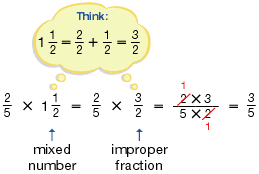 Think:
1 1/2 = 2/2 + 1/2 = 3/2
2/5 × 1 1/2 = 2/5 × 3/2 = (2 × 3)/(5 × 2) = 3/5
1
1
mixed number
improper fraction